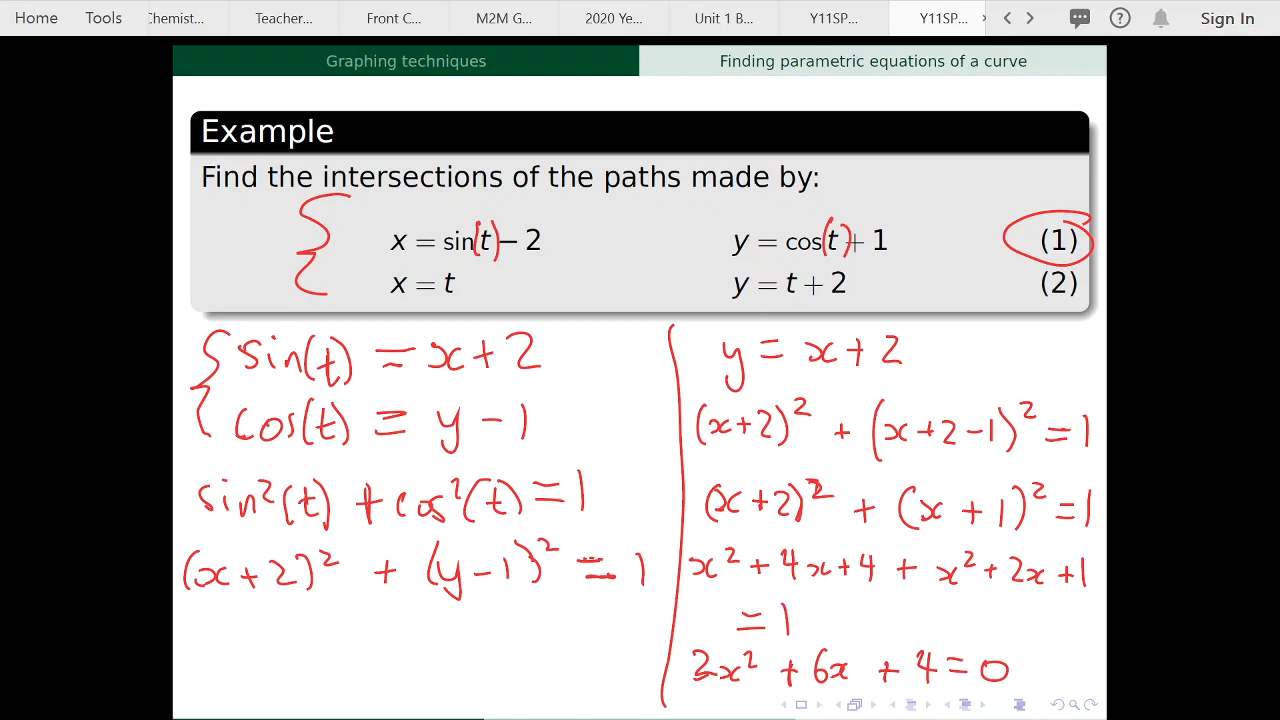 Home Tools Chemist... Teacher... Front C... M2M G... 2020 Ye... Unit 1 B... Y11SP... Y11SP... Sign In
Graphing techniques Finding parametric equations of a curve
Example
Find the intersections of the paths made by:
x = sin(t) − 2 y = cos(t) + 1 (1)
x = t y = t + 2 (2)
sin(t) = x + 2
cos(t) = y − 1
sin²(t) + cos²(t) = 1
(x + 2)² + (y − 1)² = 1
y = x + 2
(x+2)² + (x+2−1)² = 1
(x+2)² + (x+1)² = 1
x² + 4x + 4 + x² + 2x + 1
= 1
2x² + 6x + 4 = 0